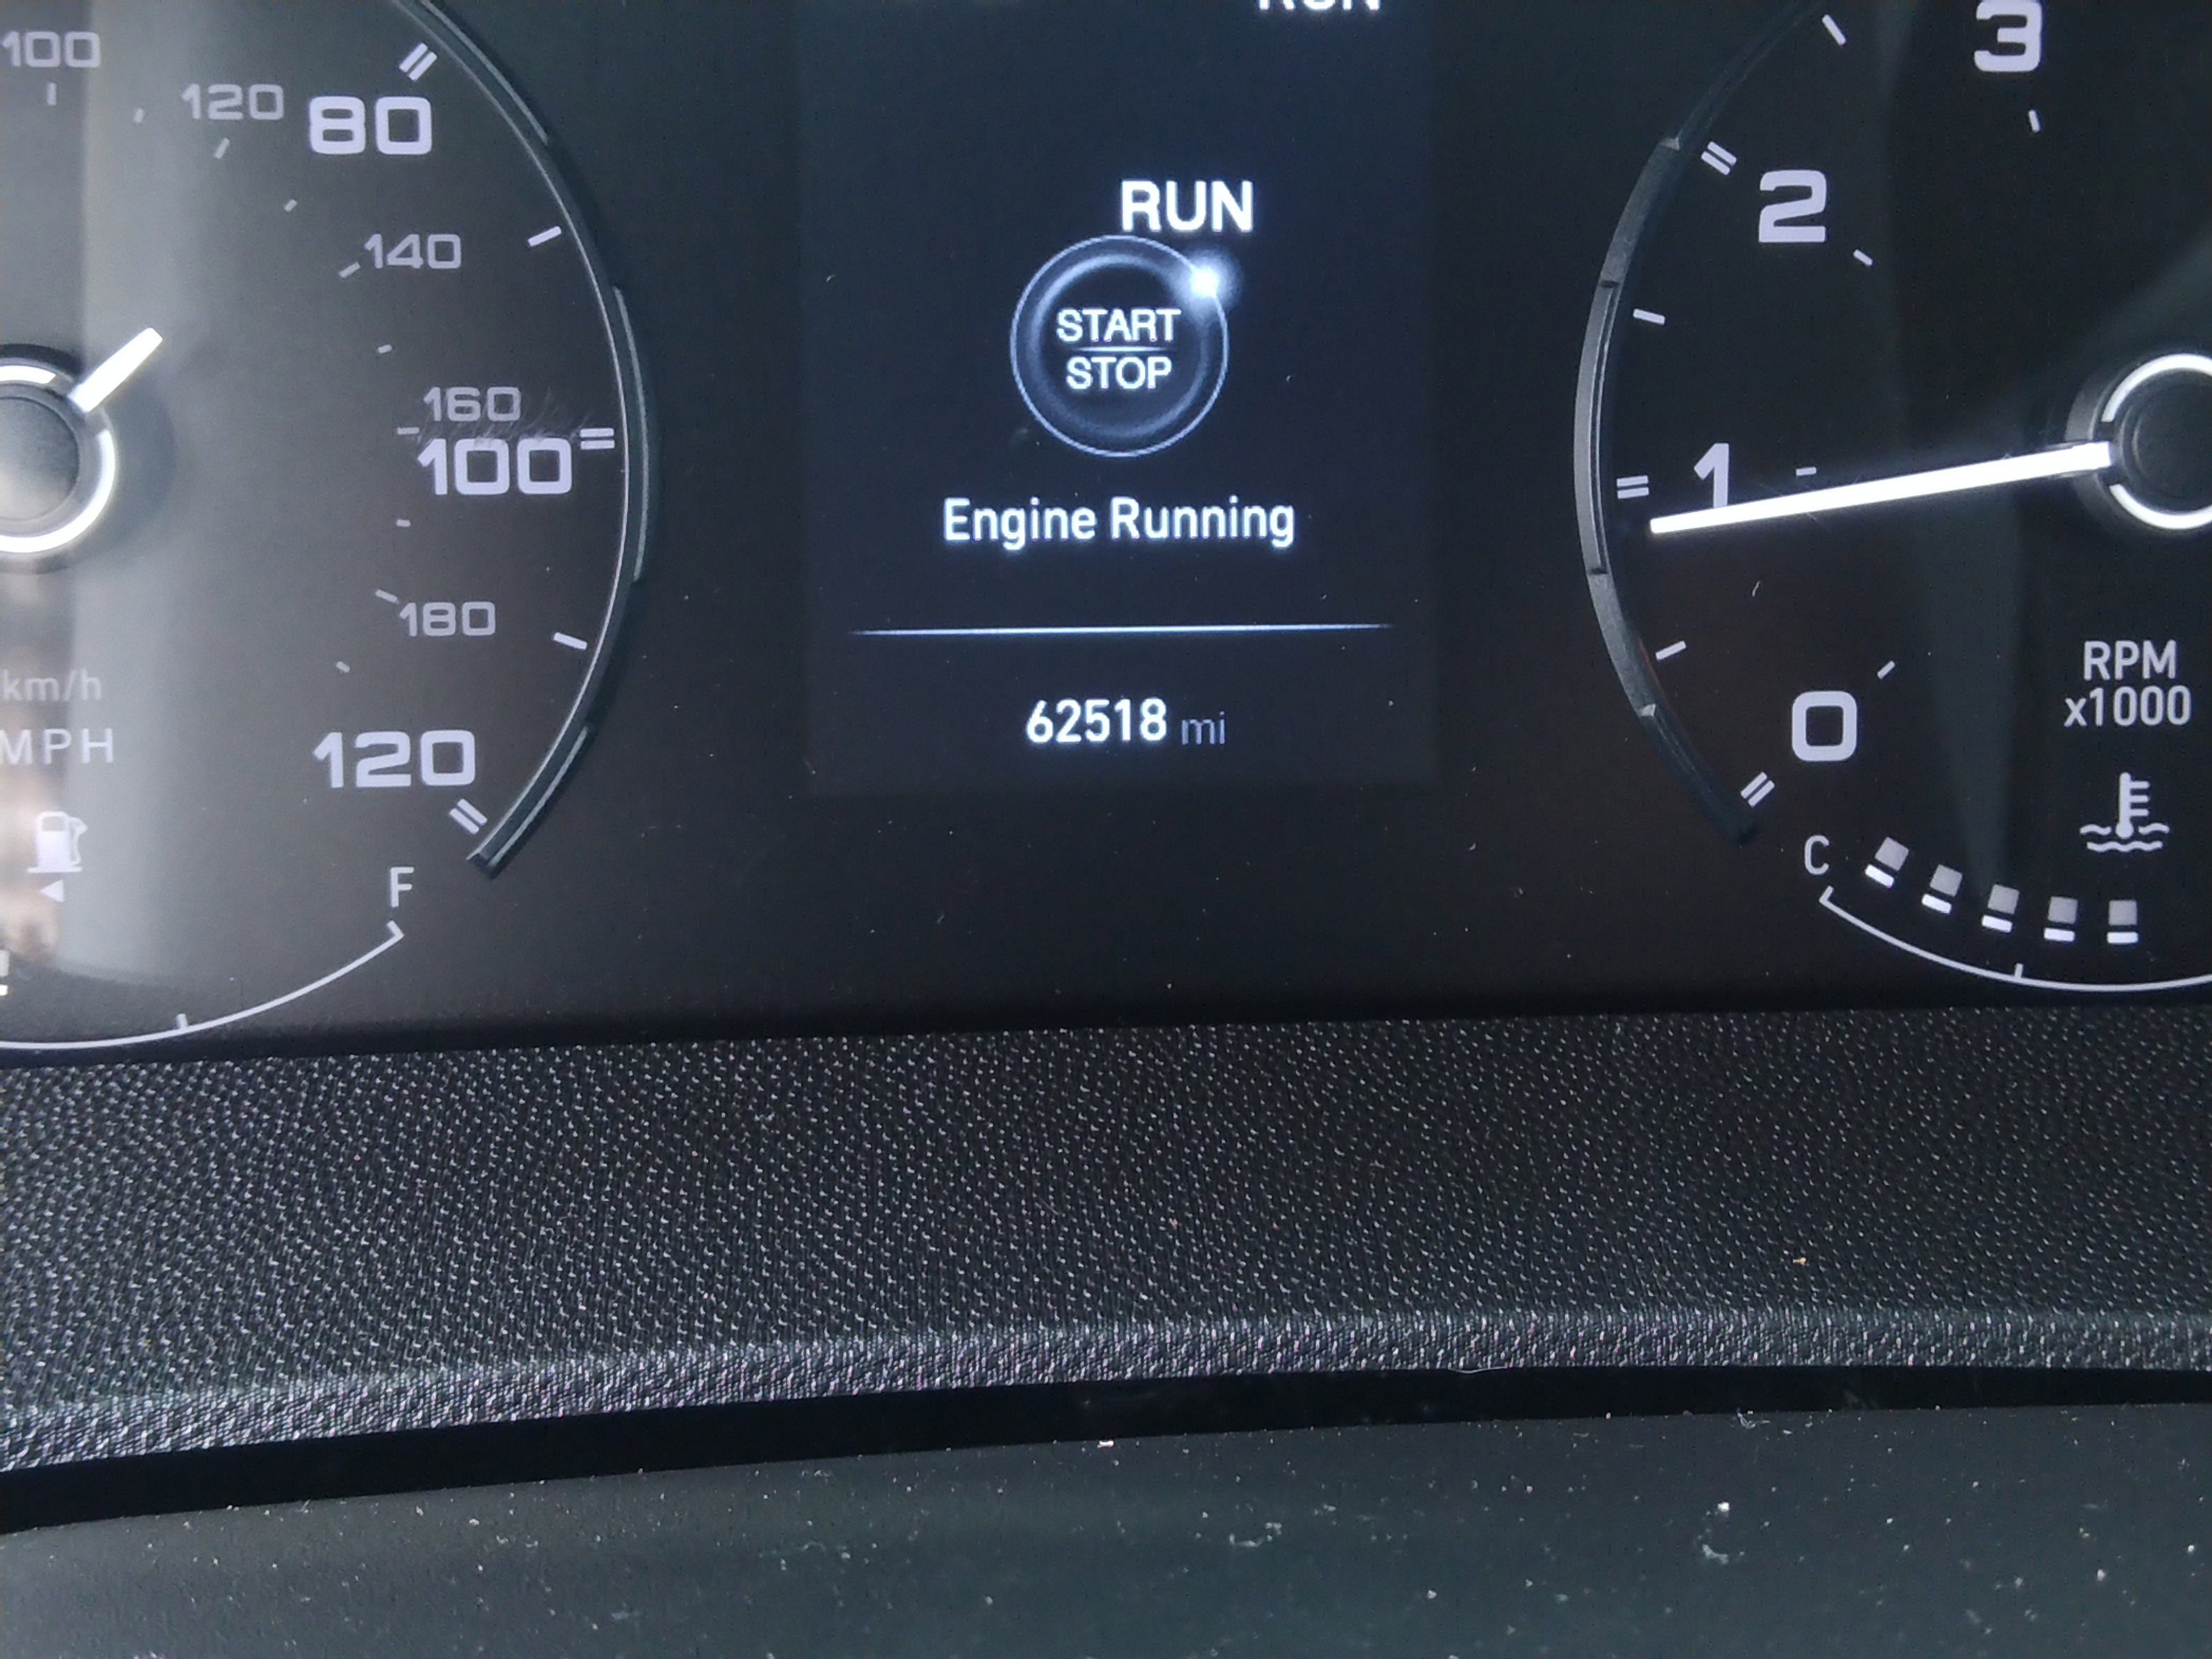 RUN
100
120
80
140
160
100
180
km/h
MPH
120
F
RUN
START
STOP
Engine Running
62518 mi
3
2
1
0
RPM
x1000
C